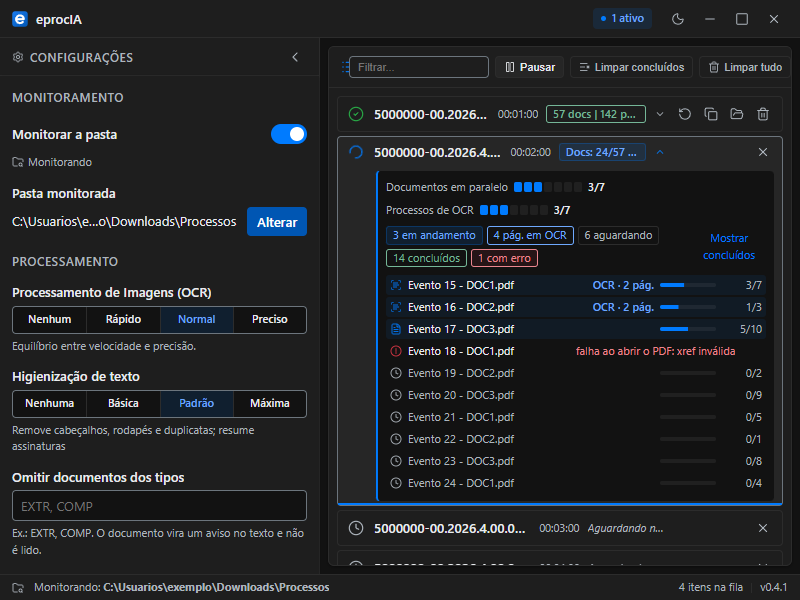 e eprocIA
1 ativo
CONFIGURAÇÕES
MONITORAMENTO
Monitorar a pasta
Monitorando
Pasta monitorada
C:\Usuarios\e...o\Downloads\Processos
Alterar
PROCESSAMENTO
Processamento de Imagens (OCR)
Nenhum Rápido Normal Preciso
Equilíbrio entre velocidade e precisão.
Higienização de texto
Nenhuma Básica Padrão Máxima
Remove cabeçalhos, rodapés e duplicatas; resume
assinaturas
Omitir documentos dos tipos
EXTR, COMP
Ex.: EXTR, COMP. O documento vira um aviso no texto e não
é lido.
Filtrar...
Pausar
Limpar concluídos
Limpar tudo
5000000-00.2026... 00:01:00 57 docs | 142 p...
5000000-00.2026.4.... 00:02:00 Docs: 24/57 ...
Documentos em paralelo 3/7
Processos de OCR 3/7
3 em andamento 4 pág. em OCR 6 aguardando
14 concluídos 1 com erro
Mostrar
concluídos
Evento 15 - DOC1.pdf OCR · 2 pág. 3/7
Evento 16 - DOC2.pdf OCR · 2 pág. 1/3
Evento 17 - DOC3.pdf 5/10
Evento 18 - DOC1.pdf falha ao abrir o PDF: xref inválida
Evento 19 - DOC2.pdf 0/2
Evento 20 - DOC3.pdf 0/9
Evento 21 - DOC1.pdf 0/5
Evento 22 - DOC2.pdf 0/1
Evento 23 - DOC3.pdf 0/8
Evento 24 - DOC1.pdf 0/4
5000000-00.2026.4.00.0... 00:03:00 Aguardando n...
Monitorando: C:\Usuarios\exemplo\Downloads\Processos
4 itens na fila v0.4.1